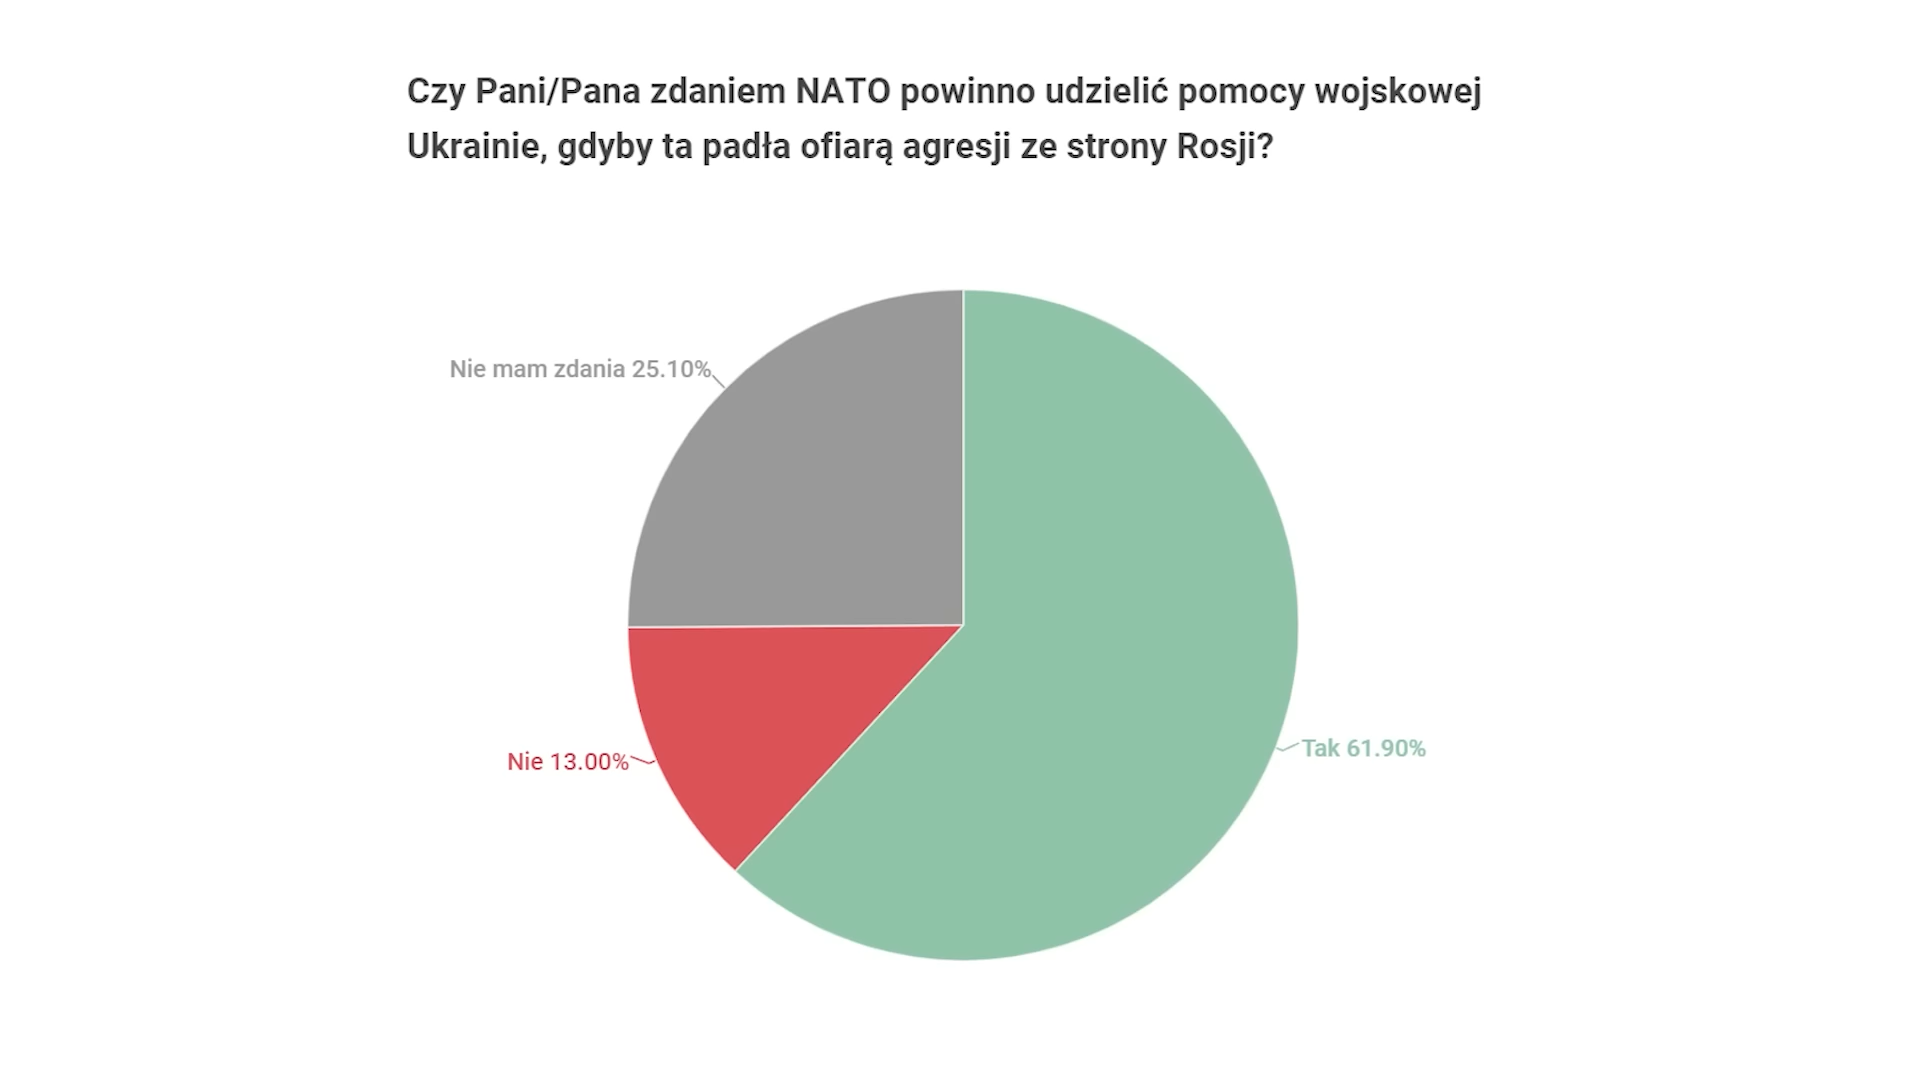 Czy Pani/Pana zdaniem NATO powinno udzielić pomocy wojskowej
Ukrainie, gdyby ta padła ofiarą agresji ze strony Rosji?
Nie mam zdania 25.10%
Tak 61.90%
Nie 13.00%